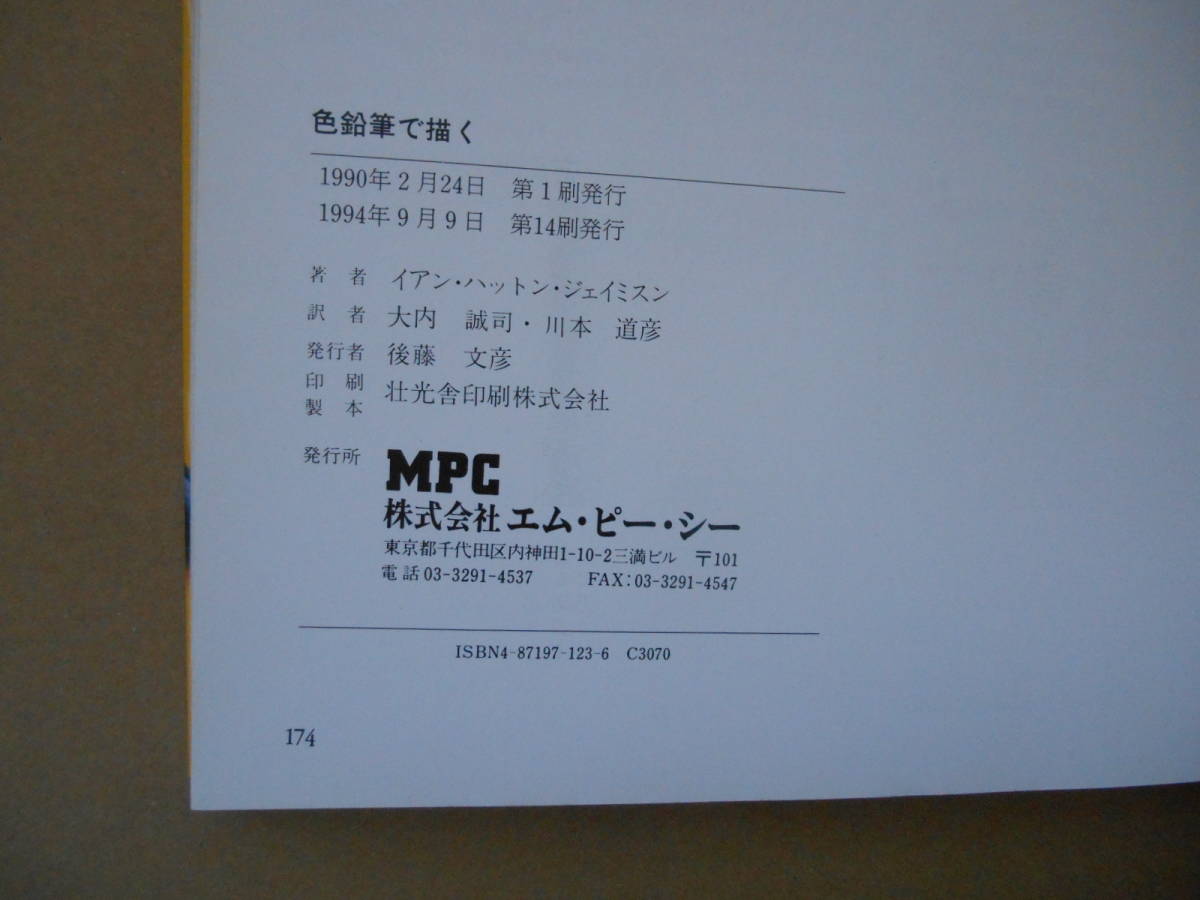 色鉛筆で描く
1990年2月24日 第1刷発行
1994年9月9日 第14刷発行
著者 イアン・ハットン・ジェイミスン
訳者 大内 誠司・川本 道彦
発行者 後藤 文彦
印刷
製本 壮光舎印刷株式会社
発行所 MPC
株式会社エム・ピー・シー
東京都千代田区内神田1-10-2三満ビル 〒101
電話03-3291-4537 FAX:03-3291-4547
ISBN4-87197-123-6 C3070
174